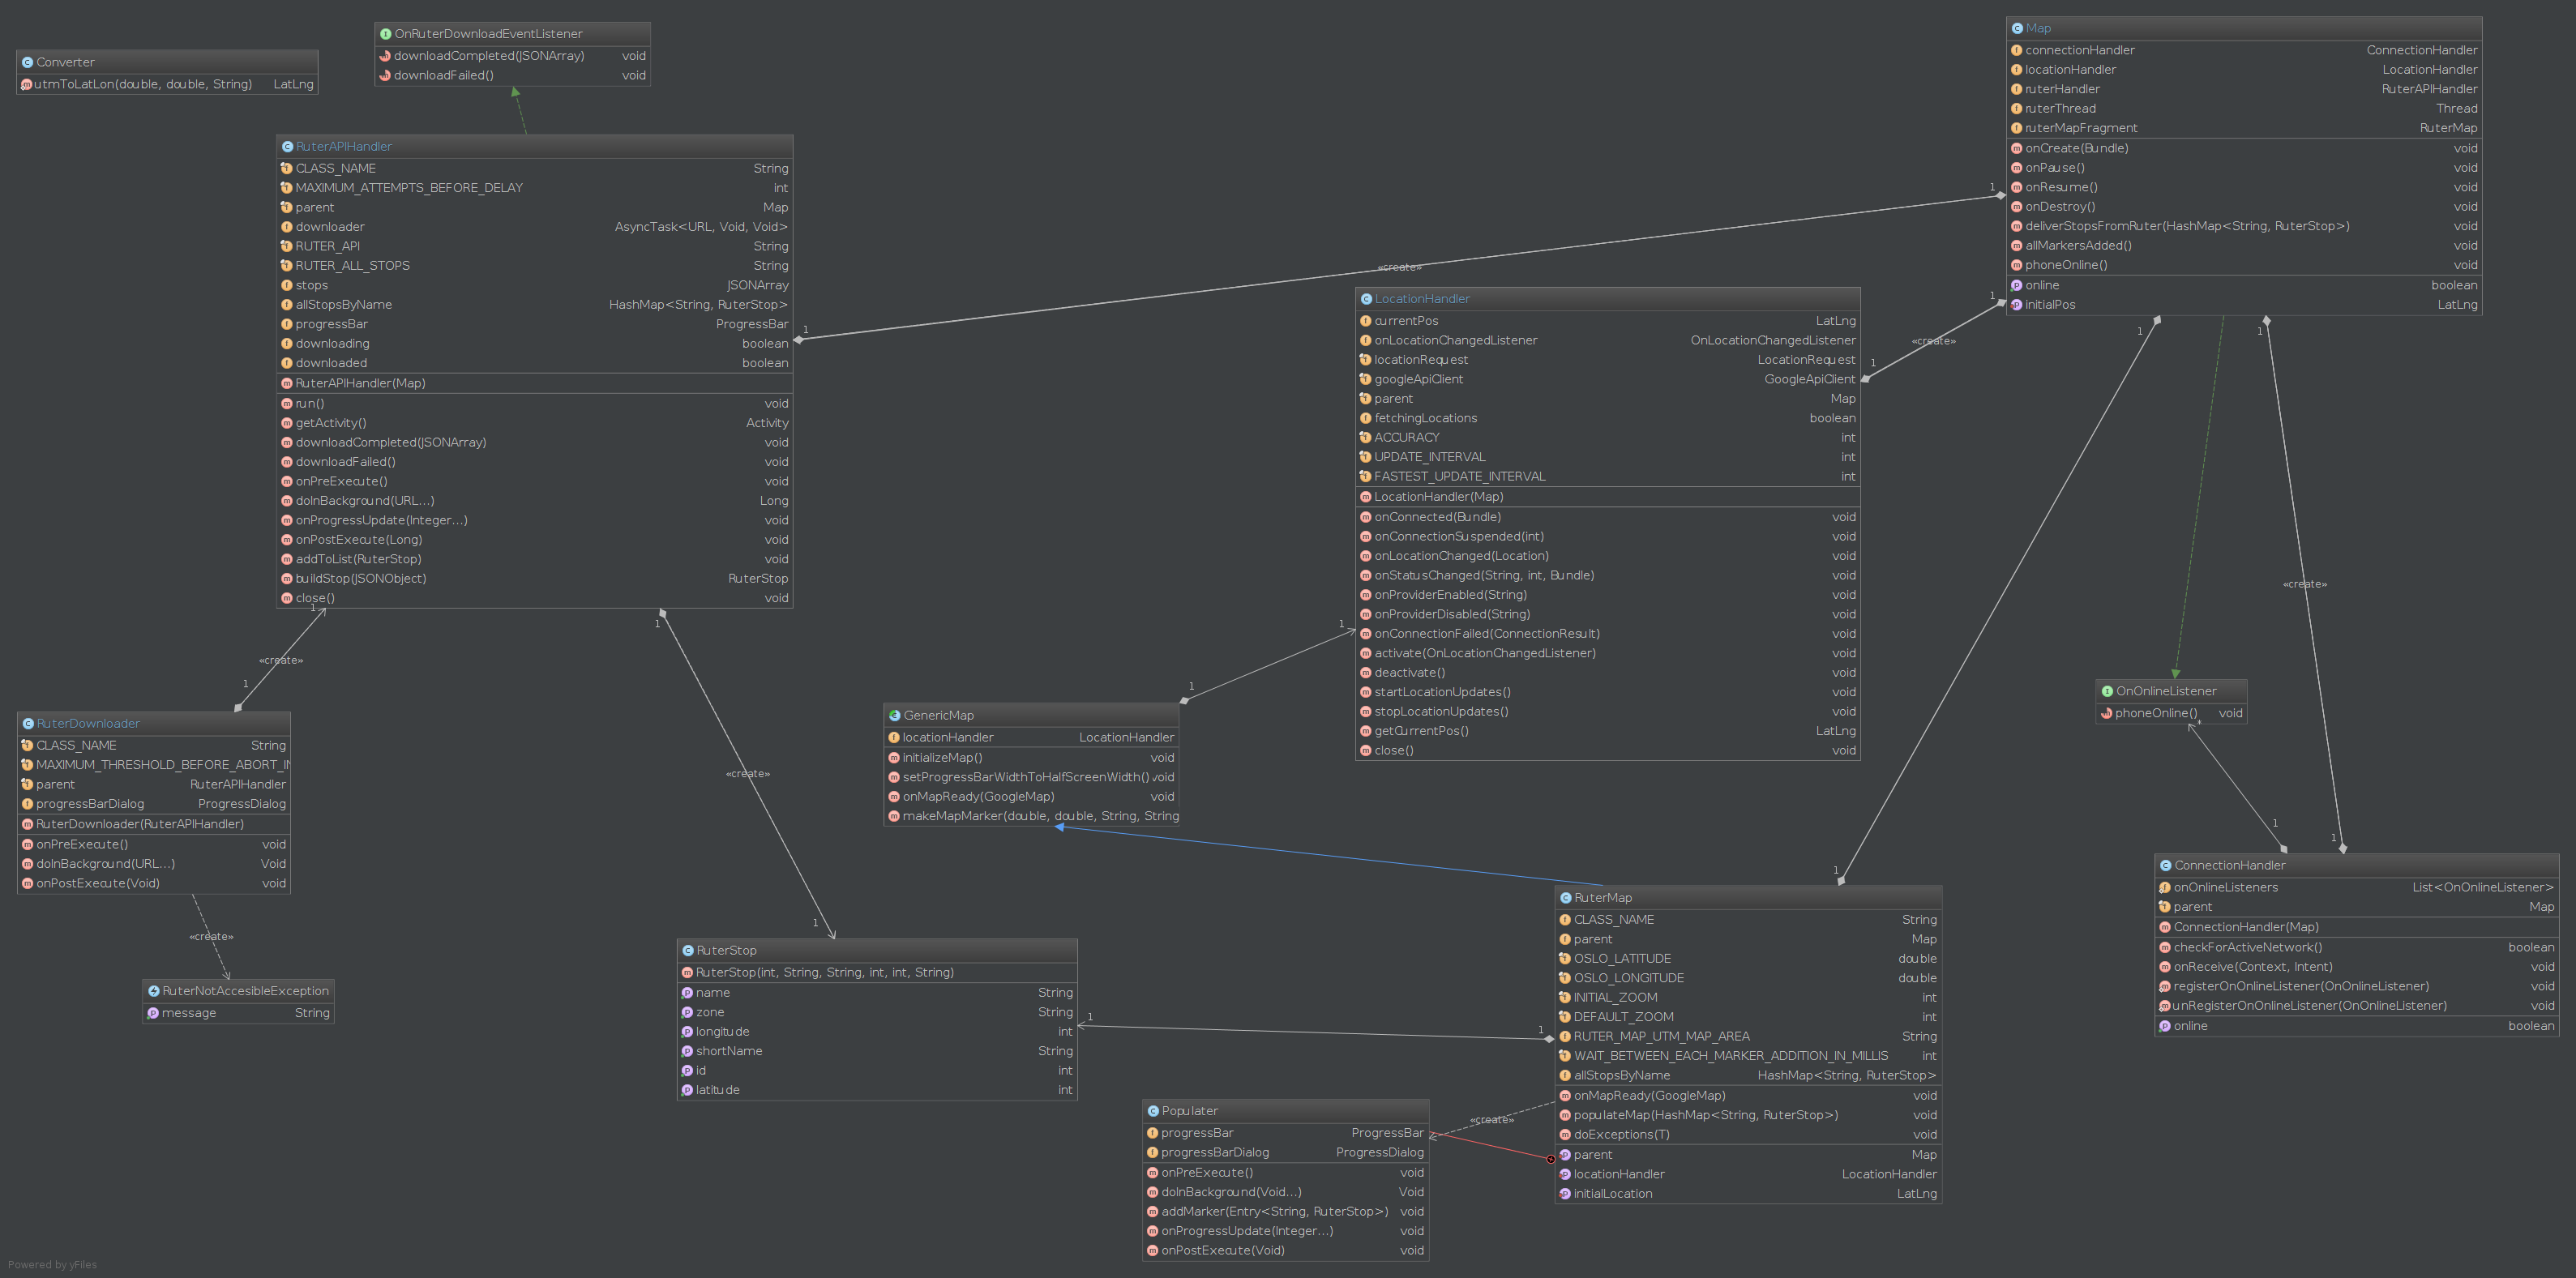 Converter
utmToLatLon(double, double, String) LatLng
OnRuterDownloadEventListener
downloadCompleted(JSONArray) void
downloadFailed() void
RuterAPIHandler
CLASS_NAME String
MAXIMUM_ATTEMPTS_BEFORE_DELAY int
parent Map
downloader AsyncTask<URL, Void, Void>
RUTER_API String
RUTER_ALL_STOPS String
stops JSONArray
allStopsByName HashMap<String, RuterStop>
progressBar ProgressBar
downloading boolean
downloaded boolean
RuterAPIHandler(Map)
run() void
getActivity() Activity
downloadCompleted(JSONArray) void
downloadFailed() void
onPreExecute() void
doInBackground(URL...) Long
onProgressUpdate(Integer...) void
onPostExecute(Long) void
addToList(RuterStop) void
buildStop(JSONObject) RuterStop
close() void
Map
connectionHandler ConnectionHandler
locationHandler LocationHandler
ruterHandler RuterAPIHandler
ruterThread Thread
ruterMapFragment RuterMap
onCreate(Bundle) void
onPause() void
onResume() void
onDestroy() void
deliverStopsFromRuter(HashMap<String, RuterStop>) void
allMarkersAdded() void
phoneOnline() void
online boolean
initialPos LatLng
1
«create»
1
1
«create»
1
LocationHandler
currentPos LatLng
onLocationChangedListener OnLocationChangedListener
locationRequest LocationRequest
googleApiClient GoogleApiClient
parent Map
fetchingLocations boolean
ACCURACY int
UPDATE_INTERVAL int
FASTEST_UPDATE_INTERVAL int
LocationHandler(Map)
onConnected(Bundle) void
onConnectionSuspended(int) void
onLocationChanged(Location) void
onStatusChanged(String, int, Bundle) void
onProviderEnabled(String) void
onProviderDisabled(String) void
onConnectionFailed(ConnectionResult) void
activate(OnLocationChangedListener) void
deactivate() void
startLocationUpdates() void
stopLocationUpdates() void
getCurrentPos() LatLng
close() void
1
1
«create»
1
1
1
1
«create»
1
RuterDownloader
CLASS_NAME String
MAXIMUM_THRESHOLD_BEFORE_ABORT_IN
parent RuterAPIHandler
progressBarDialog ProgressDialog
RuterDownloader(RuterAPIHandler)
onPreExecute() void
doInBackground(URL...) Void
onPostExecute(Void) void
«create»
RuterNotAccesibleException
message String
1
«create»
1
GenericMap
locationHandler LocationHandler
initializeMap() void
setProgressBarWidthToHalfScreenWidth() void
onMapReady(GoogleMap) void
makeMapMarker(double, double, String, String
1
1
OnOnlineListener
phoneOnline() void
*
1
ConnectionHandler
onOnlineListeners List<OnOnlineListener>
parent Map
ConnectionHandler(Map)
checkForActiveNetwork() boolean
onReceive(Context, Intent) void
registerOnOnlineListener(OnOnlineListener) void
unRegisterOnOnlineListener(OnOnlineListener) void
online boolean
RuterStop
RuterStop(int, String, String, int, int, String)
name String
zone String
longitude int
shortName String
id int
latitude int
1
1
RuterMap
CLASS_NAME String
parent Map
OSLO_LATITUDE double
OSLO_LONGITUDE double
INITIAL_ZOOM int
DEFAULT_ZOOM int
RUTER_MAP_UTM_MAP_AREA String
WAIT_BETWEEN_EACH_MARKER_ADDITION_IN_MILLIS int
allStopsByName HashMap<String, RuterStop>
onMapReady(GoogleMap) void
populateMap(HashMap<String, RuterStop>) void
doExceptions(T) void
parent Map
locationHandler LocationHandler
initialLocation LatLng
«create»
Populater
progressBar ProgressBar
progressBarDialog ProgressDialog
onPreExecute() void
doInBackground(Void...) Void
addMarker(Entry<String, RuterStop>) void
onProgressUpdate(Integer...) void
onPostExecute(Void) void
Powered by yFiles